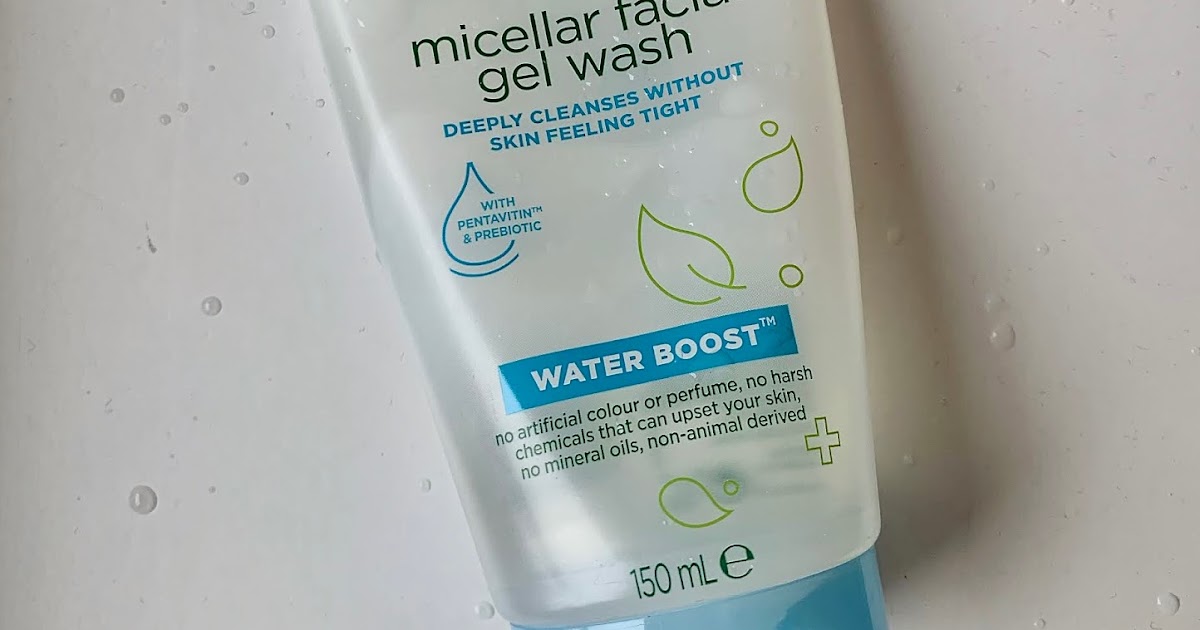 micellar facial
gel wash
DEEPLY CLEANSES WITHOUT
SKIN FEELING TIGHT
WITH
PENTAVITIN™
& PREBIOTIC
WATER BOOST™
no artificial colour or perfume, no harsh
chemicals that can upset your skin,
no mineral oils, non-animal derived
150 mL ℮